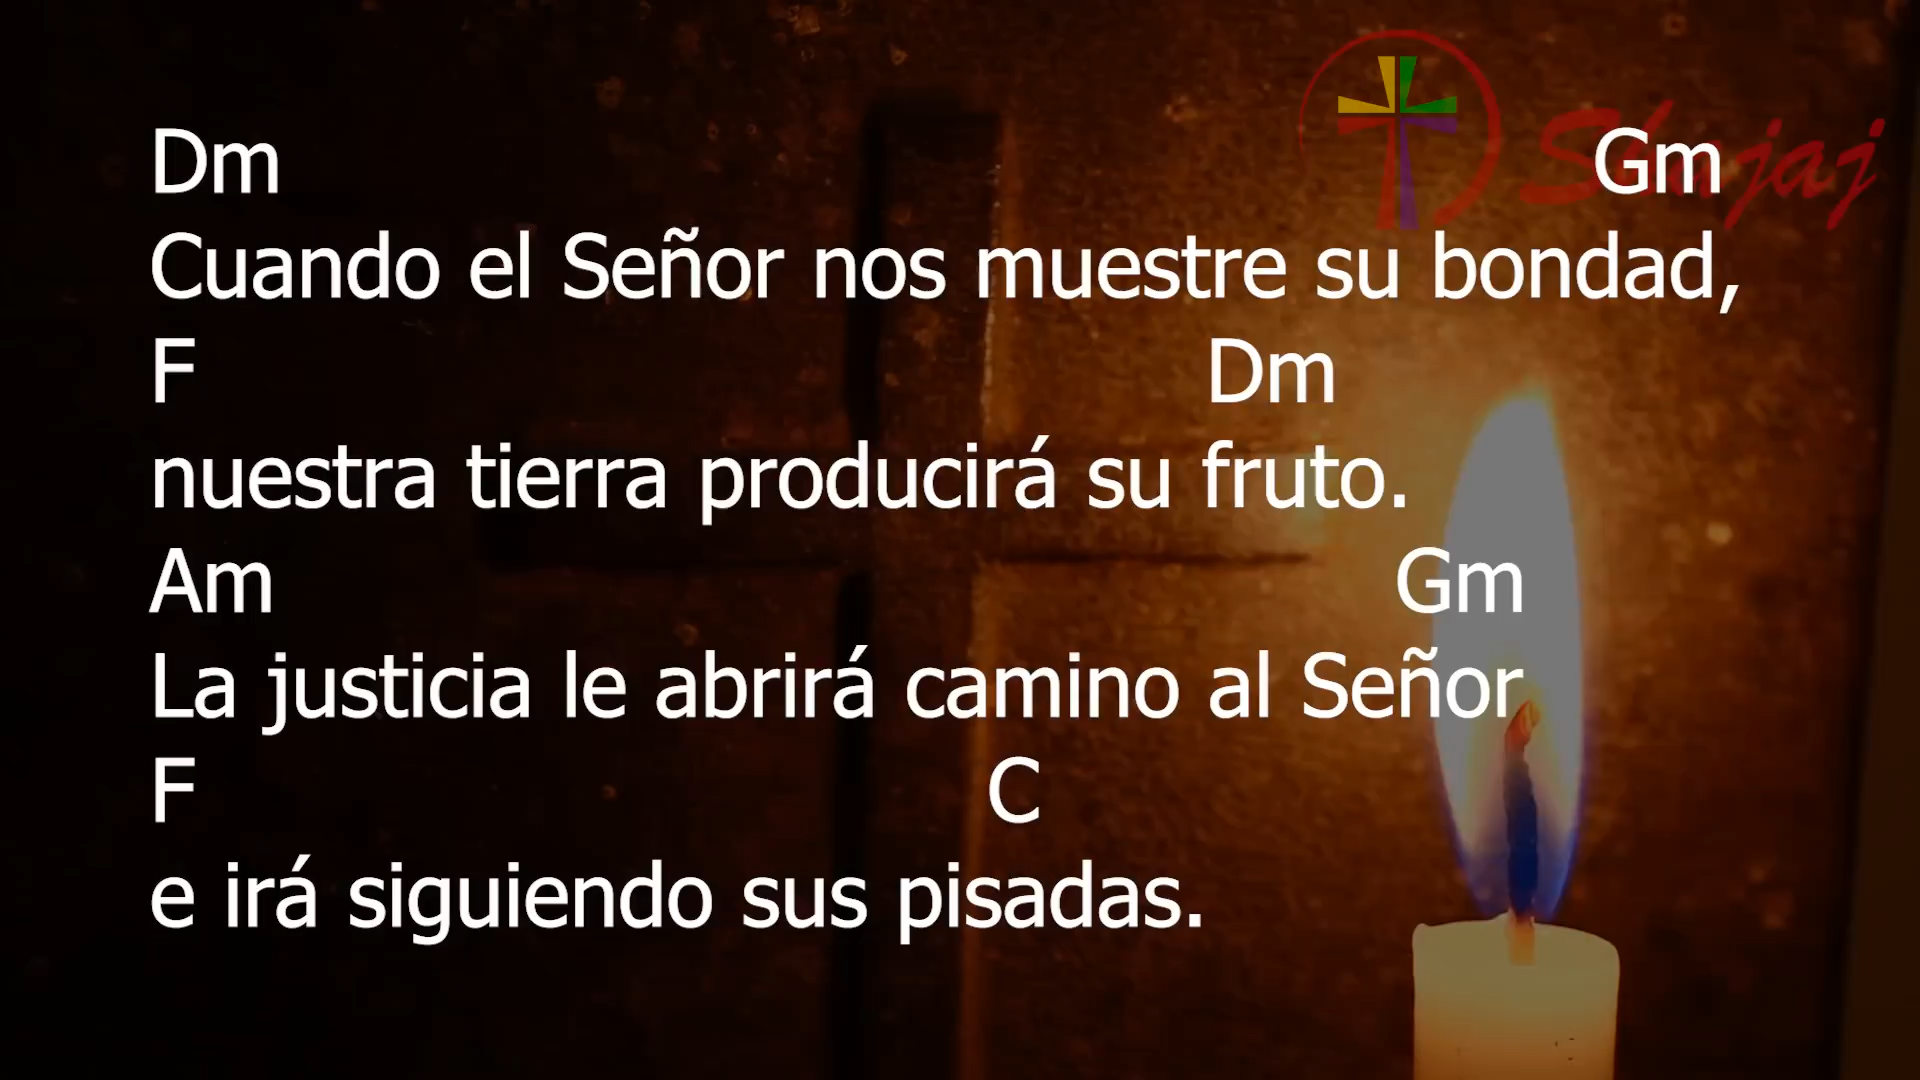 Dm Gm
Cuando el Señor nos muestre su bondad,
F Dm
nuestra tierra producirá su fruto.
Am Gm
La justicia le abrirá camino al Señor
F C
e irá siguiendo sus pisadas.